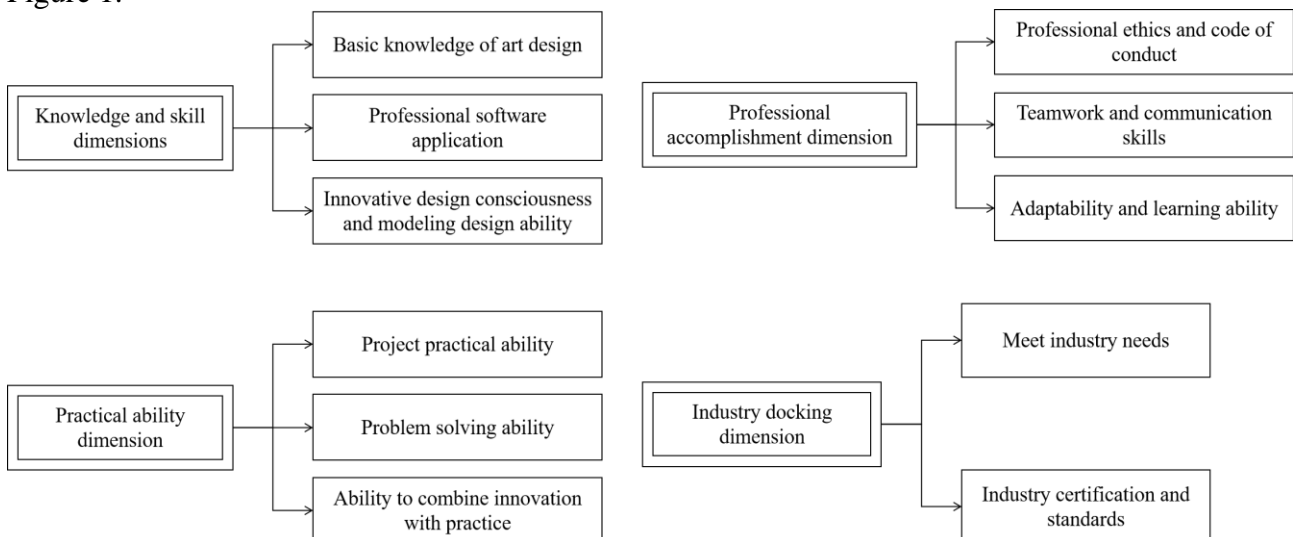 Figure 1.
Basic knowledge of art design
Knowledge and skill
dimensions
Professional software
application
Innovative design consciousness
and modeling design ability
Professional ethics and code of
conduct
Professional
accomplishment dimension
Teamwork and communication
skills
Adaptability and learning ability
Project practical ability
Practical ability
dimension
Problem solving ability
Ability to combine innovation
with practice
Meet industry needs
Industry docking
dimension
Industry certification and
standards